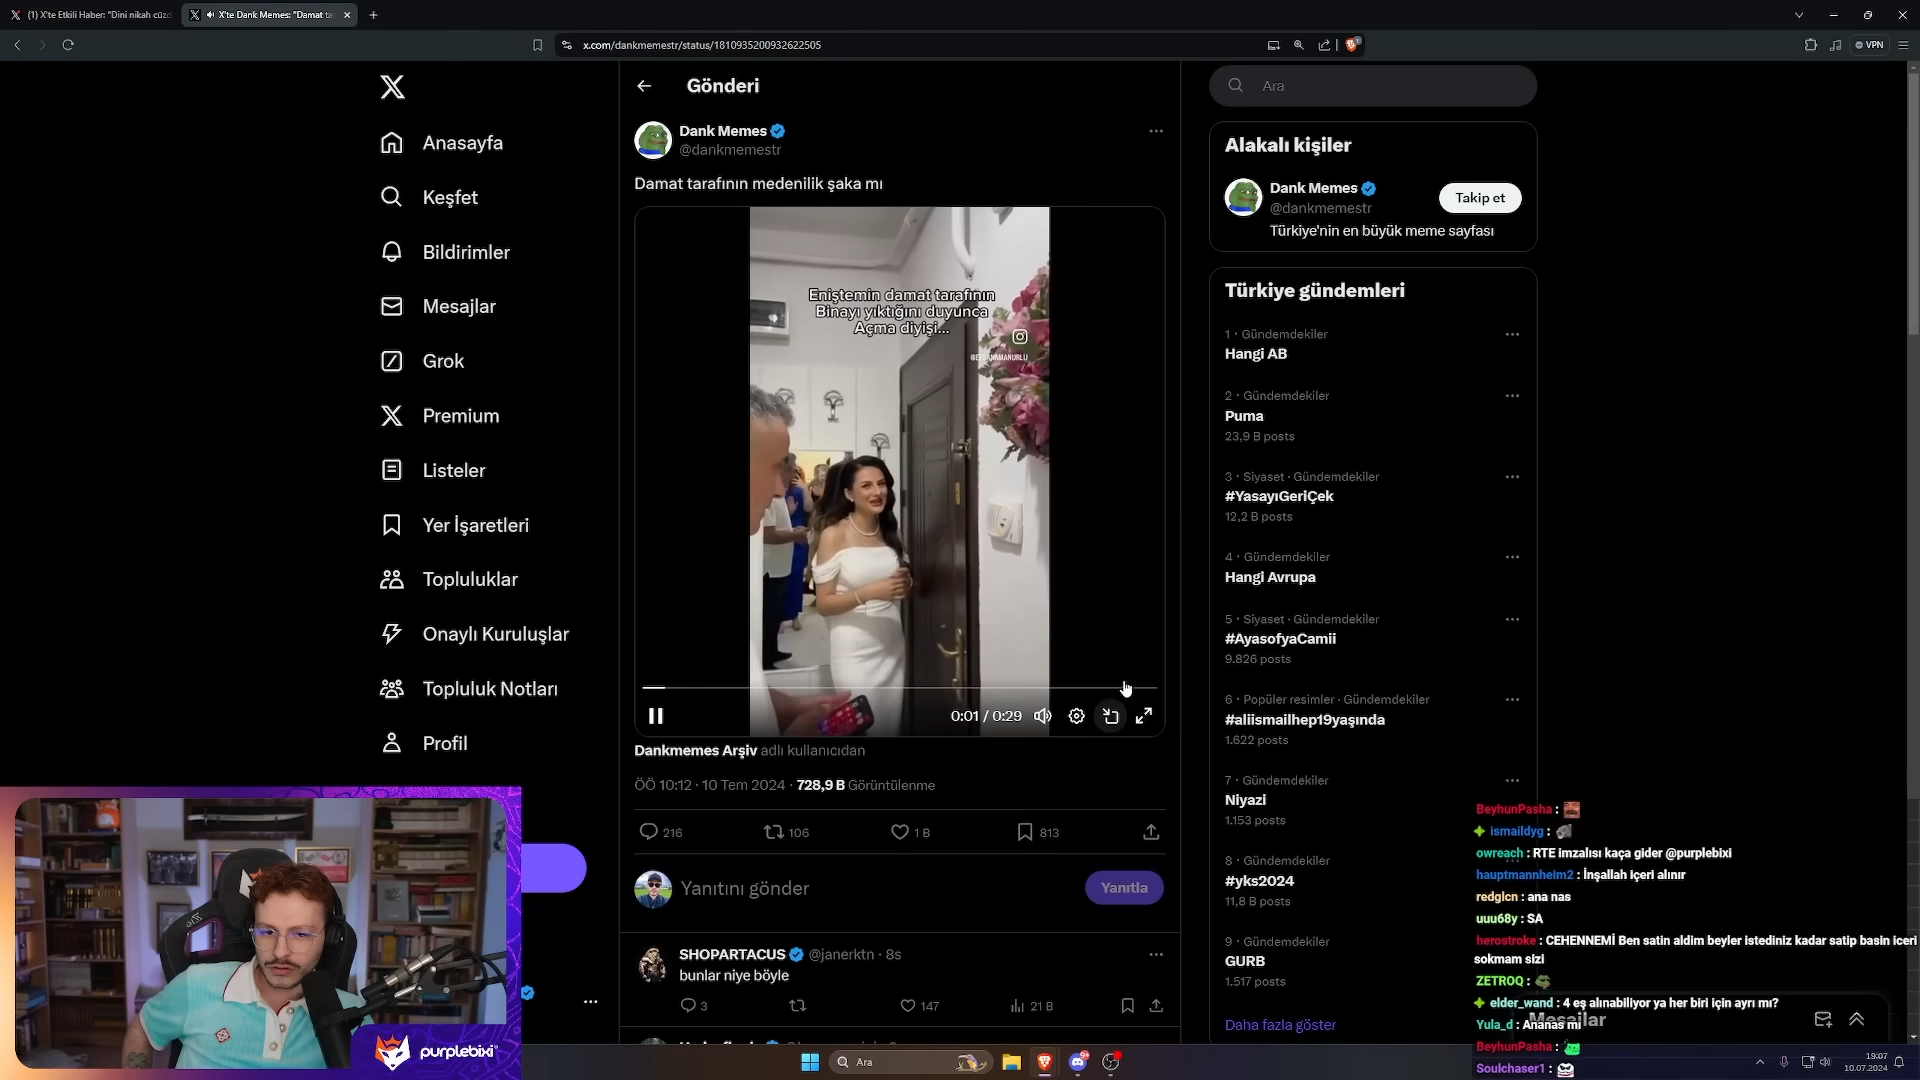 (1) X'te Etkili Haber: "Dini nikah cüzd
X'te Dank Memes: "Damat ta
x.com/dankmemestr/status/1810935200932622505
VPN
Anasayfa
Keşfet
Bildirimler
Mesajlar
Grok
Premium
Listeler
Yer İşaretleri
Topluluklar
Onaylı Kuruluşlar
Topluluk Notları
Profil
Gönderi
Dank Memes
@dankmemestr
Damat tarafının medenilik şaka mı
Eniştemin damat tarafının
Binayı yıktığını duyunca
Açma diyişi...
0:01 / 0:29
Dankmemes Arşiv adlı kullanıcıdan
ÖÖ 10:12 · 10 Tem 2024 · 728,9 B Görüntülenme
216 106 1 B 813
Yanıtını gönder
Yanıtla
SHOPARTACUS @janerktn · 8s
bunlar niye böyle
3 147 21 B
Ara
Alakalı kişiler
Dank Memes
@dankmemestr
Takip et
Türkiye'nin en büyük meme sayfası
Türkiye gündemleri
1 · Gündemdekiler
Hangi AB
2 · Gündemdekiler
Puma
23,9 B posts
3 · Siyaset · Gündemdekiler
#YasayıGeriÇek
12,2 B posts
4 · Gündemdekiler
Hangi Avrupa
5 · Siyaset · Gündemdekiler
#AyasofyaCamii
9.826 posts
6 · Popüler resimler · Gündemdekiler
#aliismailhep19yaşında
1.622 posts
7 · Gündemdekiler
Niyazi
1.153 posts
8 · Gündemdekiler
#yks2024
11,8 B posts
9 · Gündemdekiler
GURB
1.517 posts
Daha fazla göster
Mesajlar
BeyhunPasha :
ismaildyg :
owreach : RTE imzalısı kaça gider @purplebixi
hauptmannheim2 : İnşallah içeri alınır
redglcn : ana nas
uuu68y : SA
herostroke : CEHENNEMİ Ben satin aldim beyler istediniz kadar satip basin iceri
sokmam sizi
ZETROQ :
elder_wand : 4 eş alınabiliyor ya her biri için ayrı mı?
Yula_d : Ananas mi
BeyhunPasha :
Soulchaser1 :
purplebixi
Ara
19:07
10.07.2024